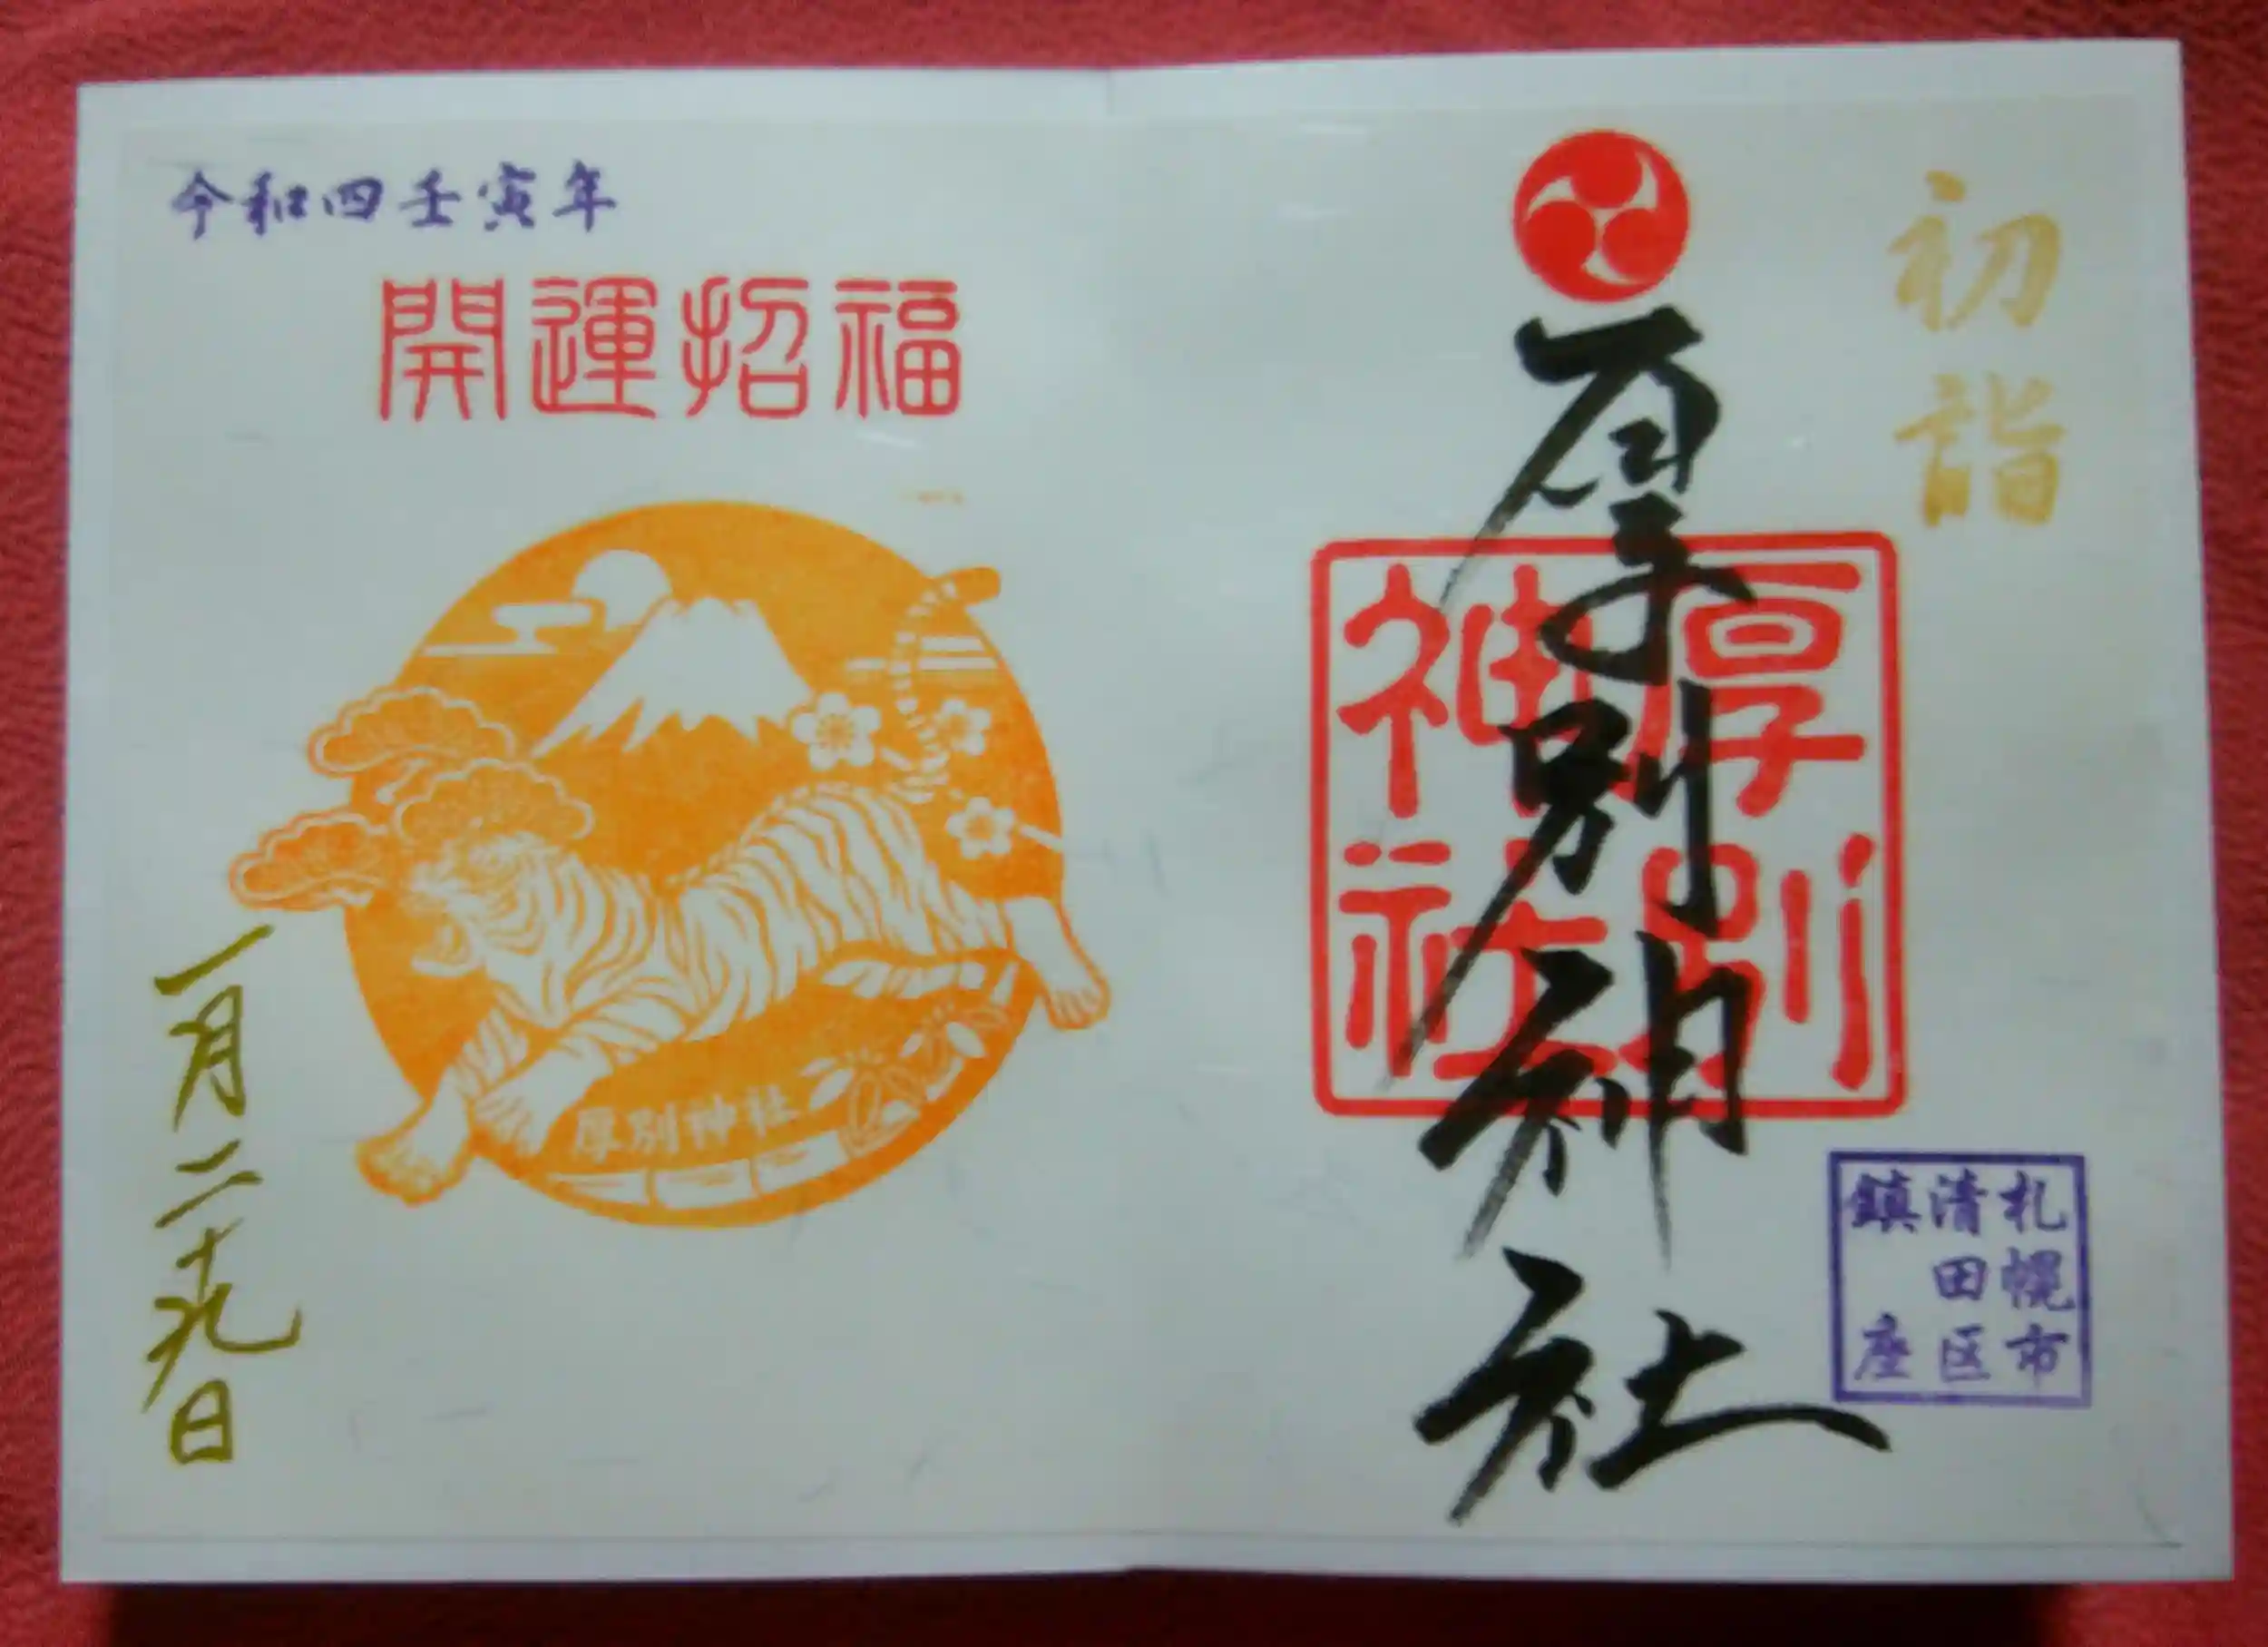 初詣
厚別神社
厚別
神社
札幌市
清田区
鎮座
令和四壬寅年
開運招福
厚別神社
一月二十九日